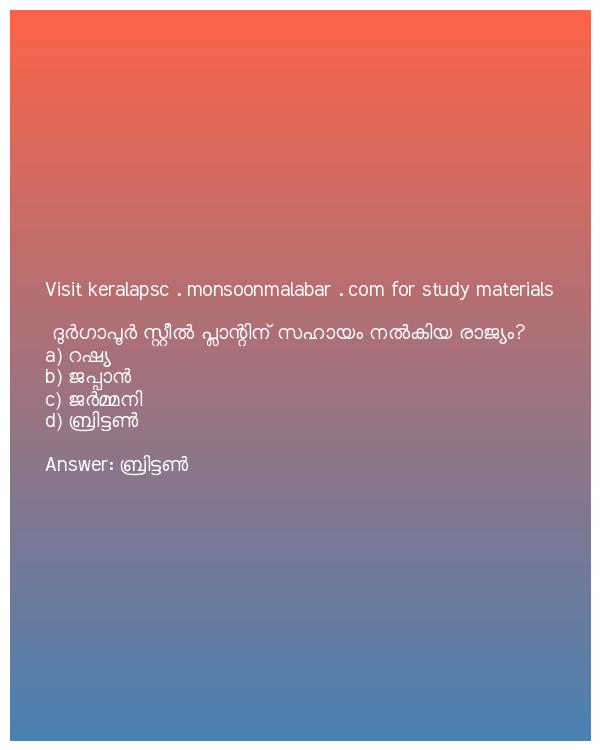 Visit keralapsc . monsoonmalabar . com for study materials
ദുർഗാപൂർ സ്റ്റീൽ പ്ലാന്റിന് സഹായം നൽകിയ രാജ്യം?
a) റഷ്യ
b) ജപ്പാൻ
c) ജർമ്മനി
d) ബ്രിട്ടൺ
Answer: ബ്രിട്ടൺ